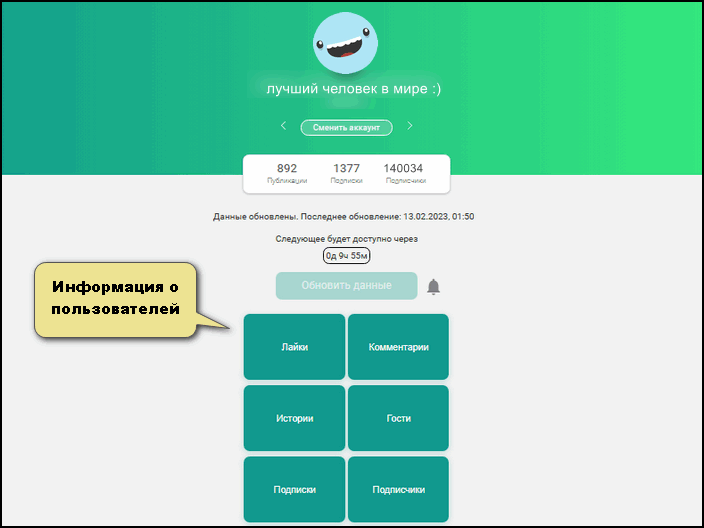 лучший человек в мире :)
Сменить аккаунт
892 1377 140034
Публикации Подписки Подписчики
Данные обновлены. Последнее обновление: 13.02.2023, 01:50
Следующее будет доступно через
0д 9ч 55м
Обновить данные
Информация о
пользователей
Лайки Комментарии
Истории Гости
Подписки Подписчики